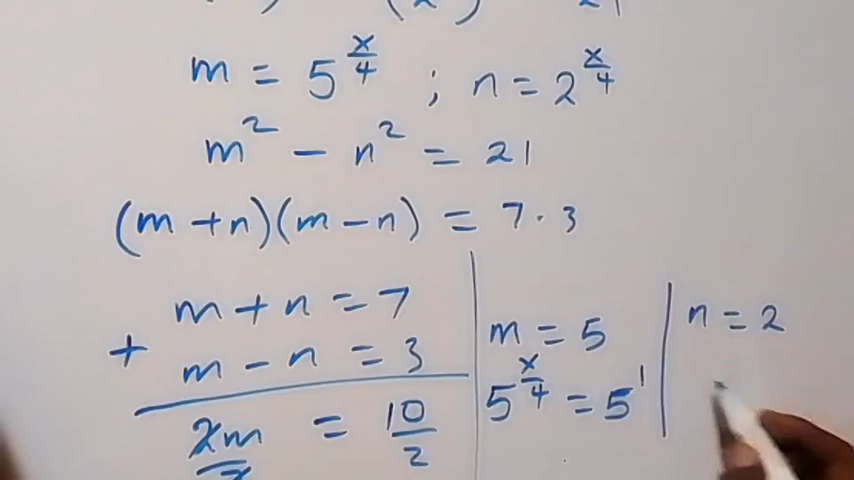 m = 5^(x/4) ; n = 2^(x/4)
m² - n² = 21
(m + n)(m - n) = 7 · 3
m + n = 7
+ m - n = 3
2m = 10/2
m = 5
5^(x/4) = 5¹
n = 2